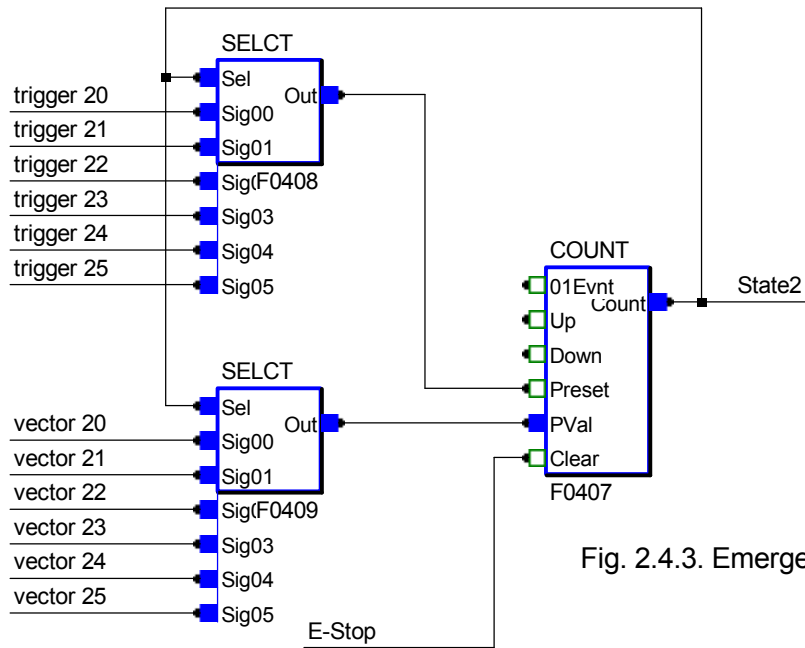 SELCT
Sel
Out
trigger 20
Sig00
trigger 21
Sig01
trigger 22
Sig(F0408
trigger 23
Sig03
trigger 24
Sig04
trigger 25
Sig05
COUNT
01Evnt
Count
State2
Up
Down
Preset
PVal
Clear
F0407
SELCT
Sel
Out
vector 20
Sig00
vector 21
Sig01
vector 22
Sig(F0409
vector 23
Sig03
vector 24
Sig04
vector 25
Sig05
E-Stop
Fig. 2.4.3. Emerge